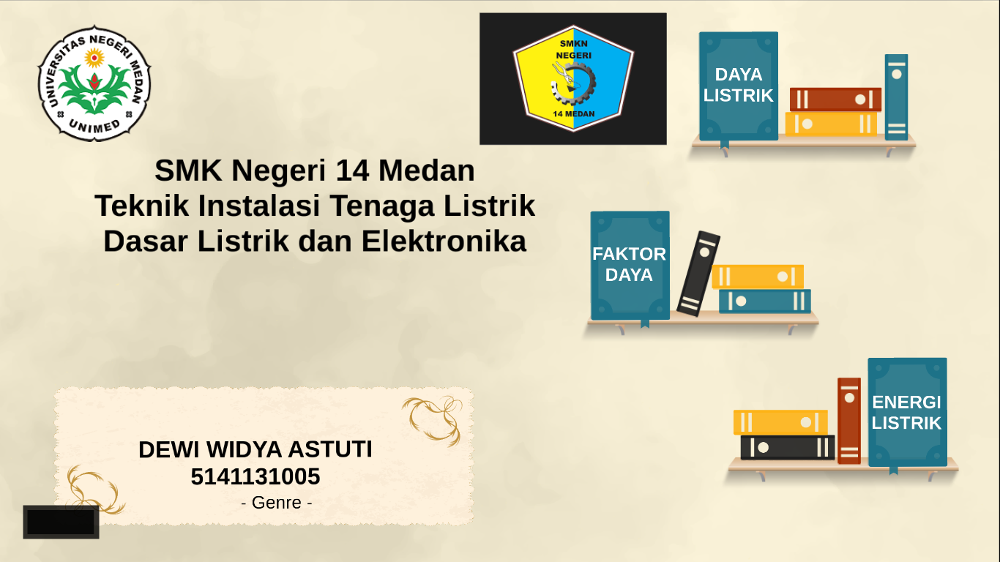 UNIVERSITAS NEGERI MEDAN
UNIMED
SMKN
NEGERI
14 MEDAN
DAYA
LISTRIK
SMK Negeri 14 Medan
Teknik Instalasi Tenaga Listrik
Dasar Listrik dan Elektronika
FAKTOR
DAYA
ENERGI
LISTRIK
DEWI WIDYA ASTUTI
5141131005
- Genre -